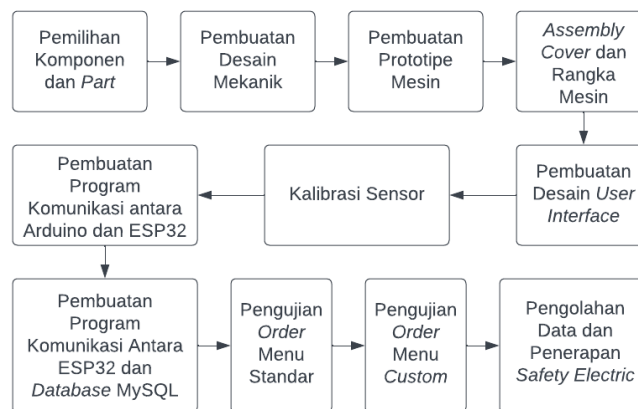 Pemilihan
Komponen
dan Part
Pembuatan
Desain
Mekanik
Pembuatan
Prototipe
Mesin
Assembly
Cover dan
Rangka
Mesin
Pembuatan
Desain User
Interface
Kalibrasi Sensor
Pembuatan
Program
Komunikasi antara
Arduino dan ESP32
Pembuatan
Program
Komunikasi Antara
ESP32 dan
Database MySQL
Pengujian
Order
Menu
Standar
Pengujian
Order
Menu
Custom
Pengolahan
Data dan
Penerapan
Safety Electric